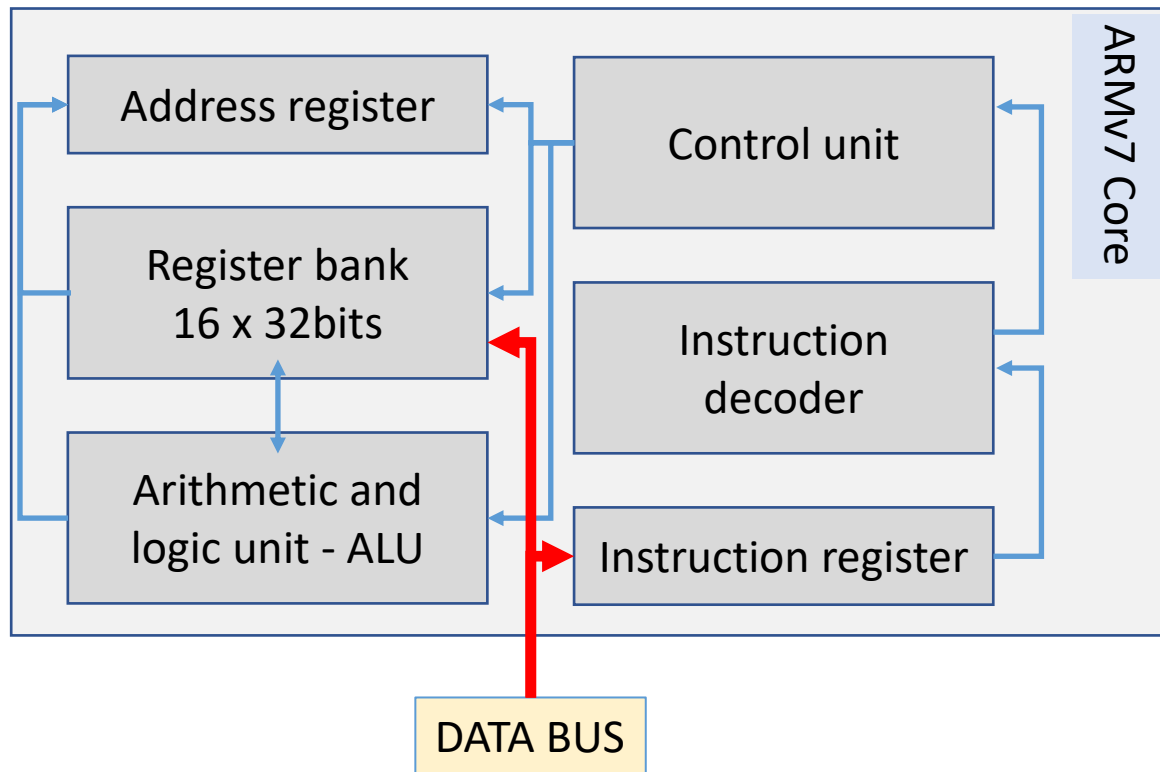 Address register
Register bank
16 x 32bits
Arithmetic and
logic unit - ALU
Control unit
Instruction
decoder
Instruction register
ARMv7 Core
DATA BUS